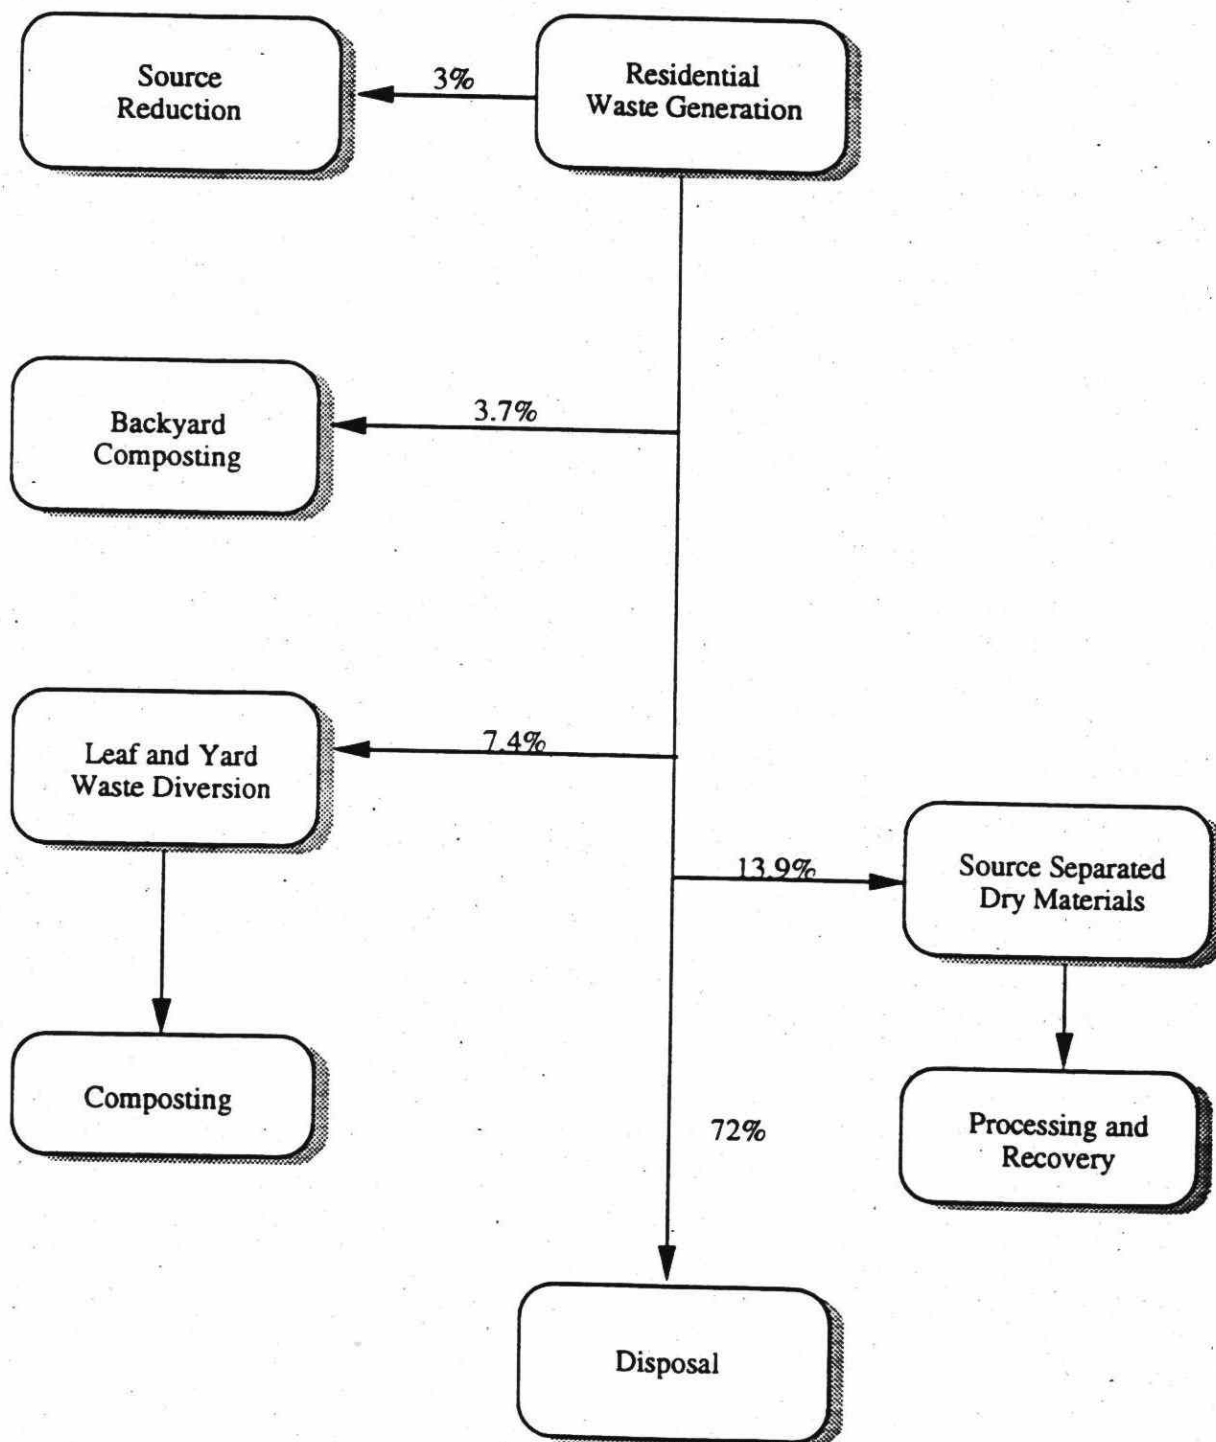 Source
Reduction
3%
Residential
Waste Generation
Backyard
Composting
3.7%
Leaf and Yard
Waste Diversion
7.4%
13.9%
Source Separated
Dry Materials
Composting
72%
Processing and
Recovery
Disposal